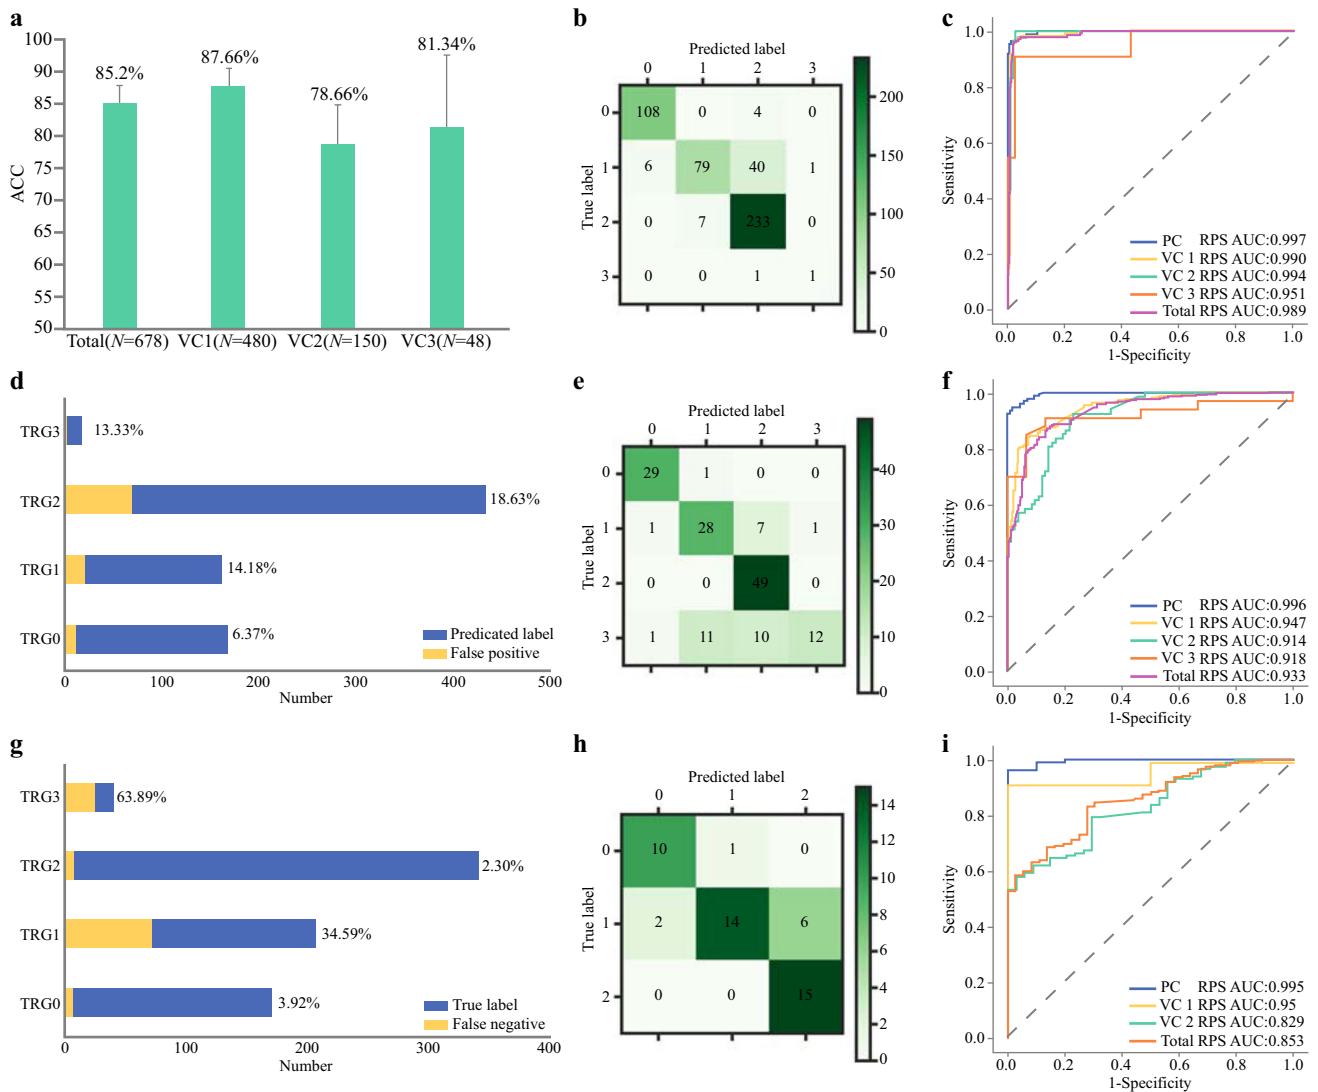 a
100
90
85
80
75
70
65
60
55
50
ACC
85.2%
87.66%
78.66%
81.34%
Total(N=678) VC1(N=480) VC2(N=150) VC3(N=48)
b
Predicted label
0 1 2 3
True label
0 108 0 4 0
1 6 79 40 1
2 0 7 233 0
3 0 0 1 1
200
150
100
50
0
c
1.0
0.8
0.6
0.4
0.2
0.0
Sensitivity
PC RPS AUC:0.997
VC 1 RPS AUC:0.990
VC 2 RPS AUC:0.994
VC 3 RPS AUC:0.951
Total RPS AUC:0.989
0.0 0.2 0.4 0.6 0.8 1.0
1-Specificity
d
TRG3 13.33%
TRG2 18.63%
TRG1 14.18%
TRG0 6.37%
Predicated label
False positive
0 100 200 300 400 500
Number
e
Predicted label
0 1 2 3
True label
0 29 1 0 0
1 1 28 7 1
2 0 0 49 0
3 1 11 10 12
40
30
20
10
0
f
1.0
0.8
0.6
0.4
0.2
0.0
Sensitivity
PC RPS AUC:0.996
VC 1 RPS AUC:0.947
VC 2 RPS AUC:0.914
VC 3 RPS AUC:0.918
Total RPS AUC:0.933
0.0 0.2 0.4 0.6 0.8 1.0
1-Specificity
g
TRG3 63.89%
TRG2 2.30%
TRG1 34.59%
TRG0 3.92%
True label
False negative
0 100 200 300 400
Number
h
Predicted label
0 1 2
True label
0 10 1 0
1 2 14 6
2 0 0 15
14
12
10
8
6
4
2
0
i
1.0
0.8
0.6
0.4
0.2
0.0
Sensitivity
PC RPS AUC:0.995
VC 1 RPS AUC:0.95
VC 2 RPS AUC:0.829
Total RPS AUC:0.853
0.0 0.2 0.4 0.6 0.8 1.0
1-Specificity